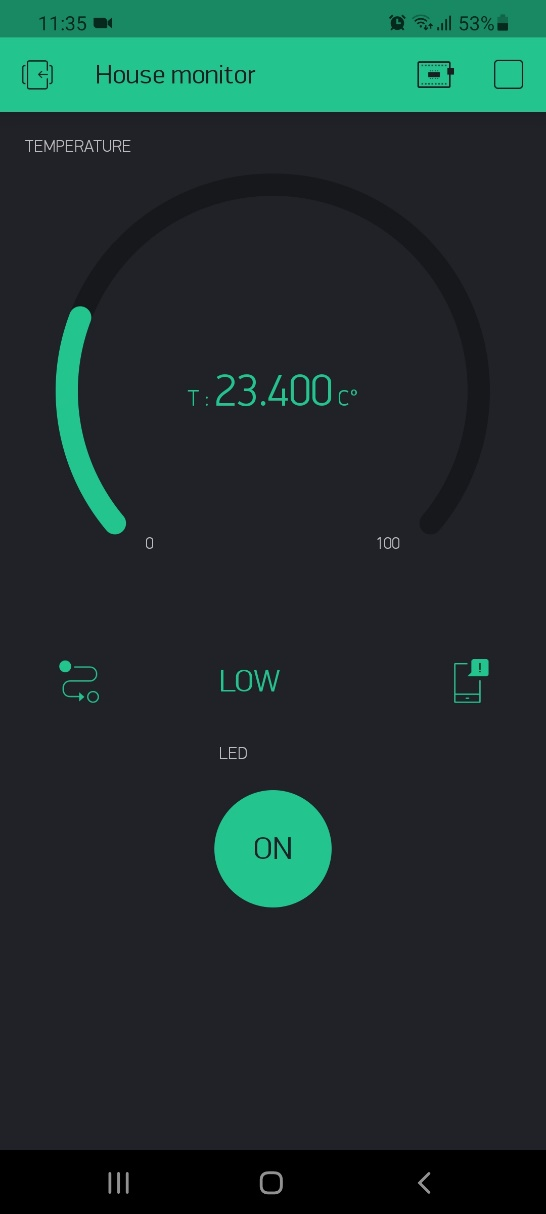 11:35 53%
House monitor
TEMPERATURE
T : 23.400 C°
0 100
LOW
LED
ON